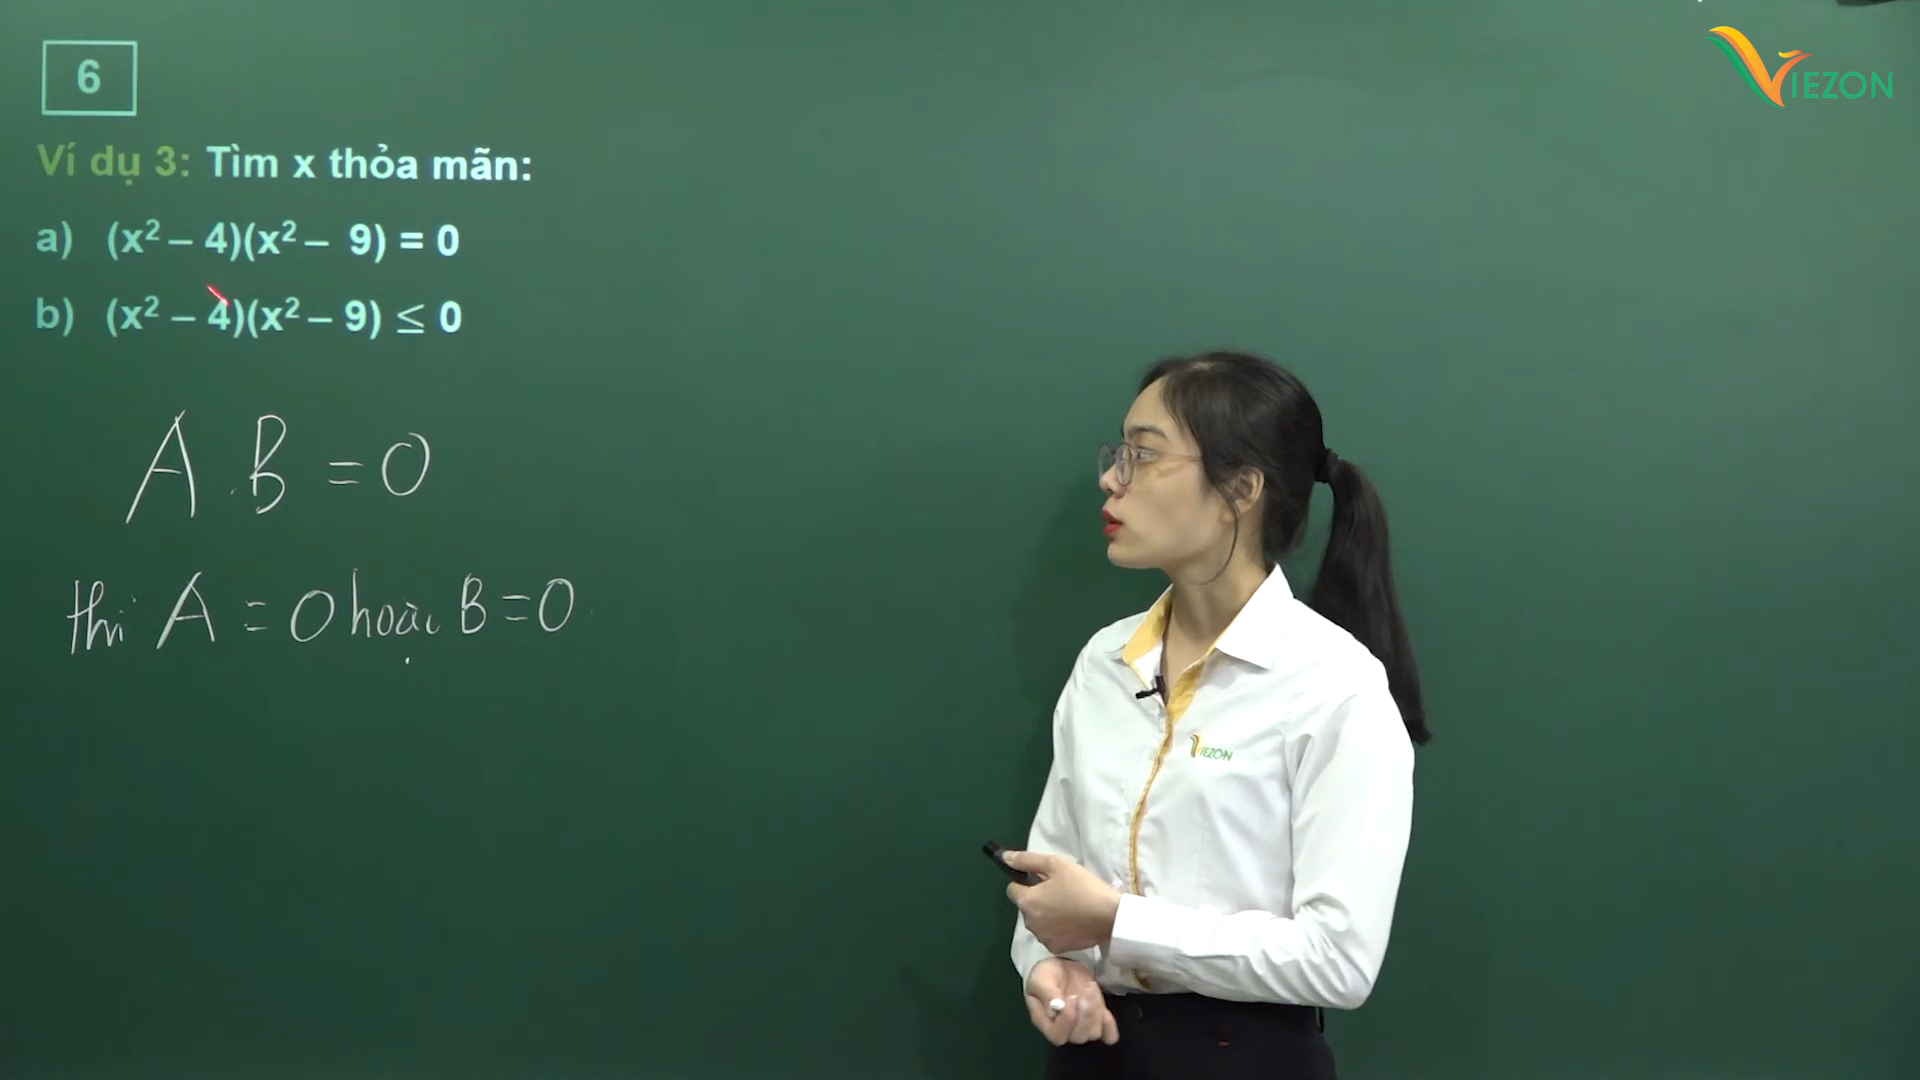 6
VIEZON
Ví dụ 3: Tìm x thỏa mãn:
a) (x² – 4)(x² – 9) = 0
b) (x² – 4)(x² – 9) ≤ 0
A.B = 0
thì A = 0 hoặc B = 0
VIEZON